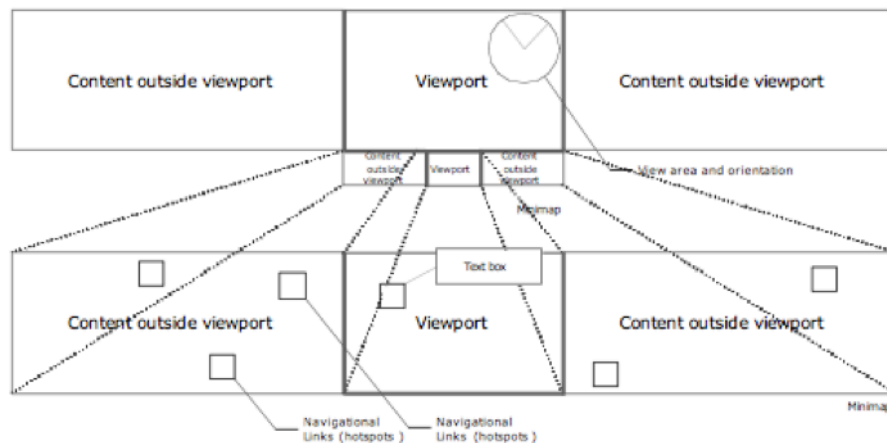 Content outside viewport
Viewport
Content outside viewport
Content
outside
viewport
Viewport
Content
outside
viewport
View area and orientation
Minimap
Text box
Content outside viewport
Viewport
Content outside viewport
Minimap
Navigational
Links (hotspots )
Navigational
Links (hotspots )